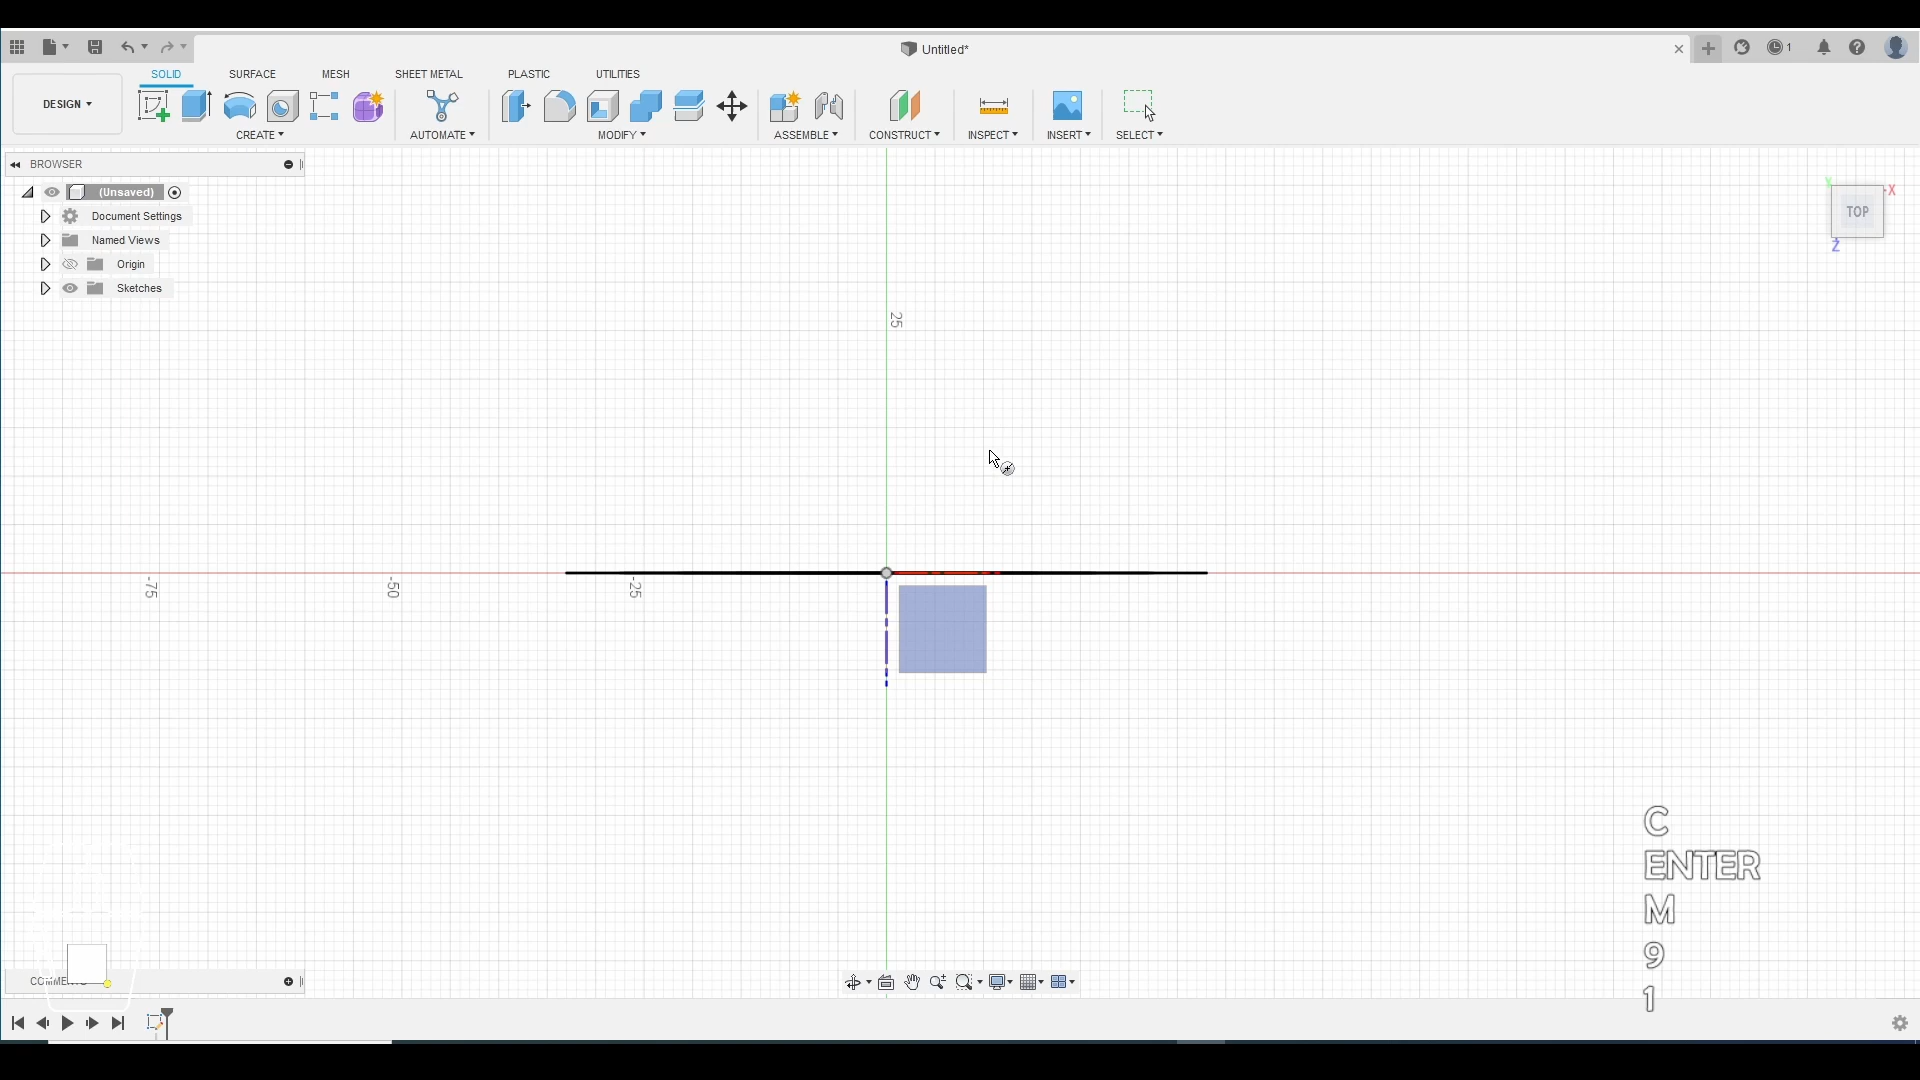 Untitled*
1
SOLID
SURFACE
MESH
SHEET METAL
PLASTIC
UTILITIES
DESIGN
CREATE
AUTOMATE
MODIFY
ASSEMBLE
CONSTRUCT
INSPECT
INSERT
SELECT
BROWSER
(Unsaved)
Document Settings
Named Views
Origin
Sketches
Y
X
TOP
Z
25
-75
-50
-25
C
ENTER
M
9
1